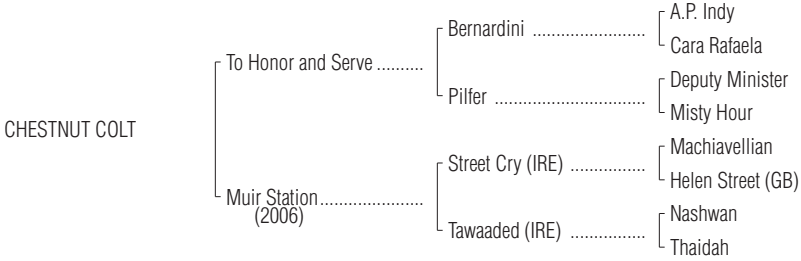 A.P. Indy
Bernardini ........................
Cara Rafaela
To Honor and Serve ..........
Deputy Minister
Pilfer ................................
Misty Hour
CHESTNUT COLT
Machiavellian
Street Cry (IRE) ................
Helen Street (GB)
Muir Station......................
(2006)
Nashwan
Tawaaded (IRE) ................
Thaidah